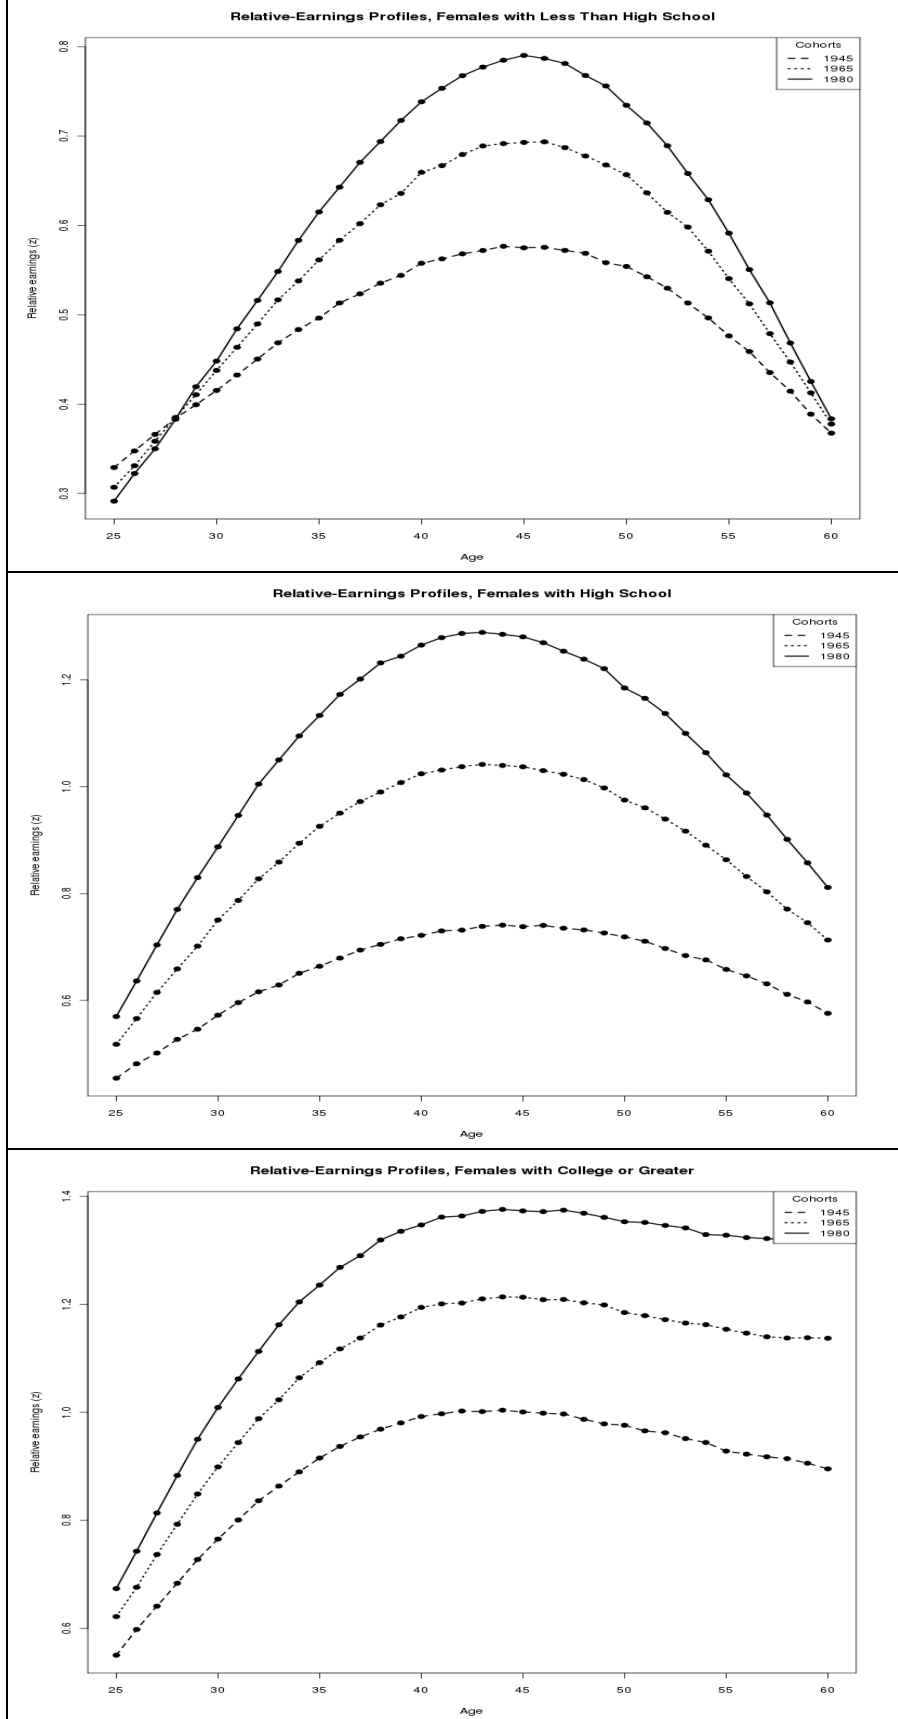 Relative-Earnings Profiles, Females with Less Than High School
Cohorts
1945
1965
1980
Relative earnings (z)
0.8
0.7
0.6
0.5
0.4
0.3
25 30 35 40 45 50 55 60
Age
Relative-Earnings Profiles, Females with High School
Cohorts
1945
1965
1980
Relative earnings (z)
1.2
1.0
0.8
0.6
25 30 35 40 45 50 55 60
Age
Relative-Earnings Profiles, Females with College or Greater
Cohorts
1945
1965
1980
Relative earnings (z)
1.4
1.2
1.0
0.8
0.6
25 30 35 40 45 50 55 60
Age